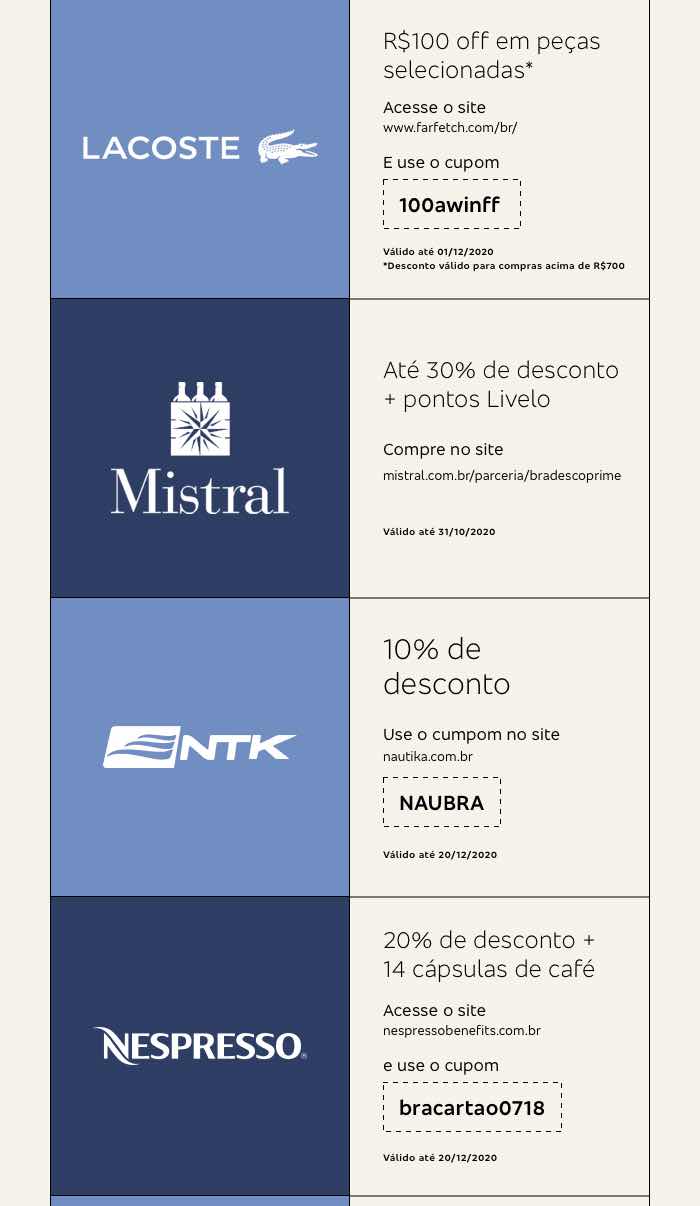 LACOSTE
R$100 off em peças
selecionadas*
Acesse o site
www.farfetch.com/br/
E use o cupom
100awinff
Válido até 01/12/2020
*Desconto válido para compras acima de R$700
Mistral
Até 30% de desconto
+ pontos Livelo
Compre no site
mistral.com.br/parceria/bradescoprime
Válido até 31/10/2020
NTK
10% de
desconto
Use o cumpom no site
nautika.com.br
NAUBRA
Válido até 20/12/2020
NESPRESSO®
20% de desconto +
14 cápsulas de café
Acesse o site
nespressobenefits.com.br
e use o cupom
bracartao0718
Válido até 20/12/2020